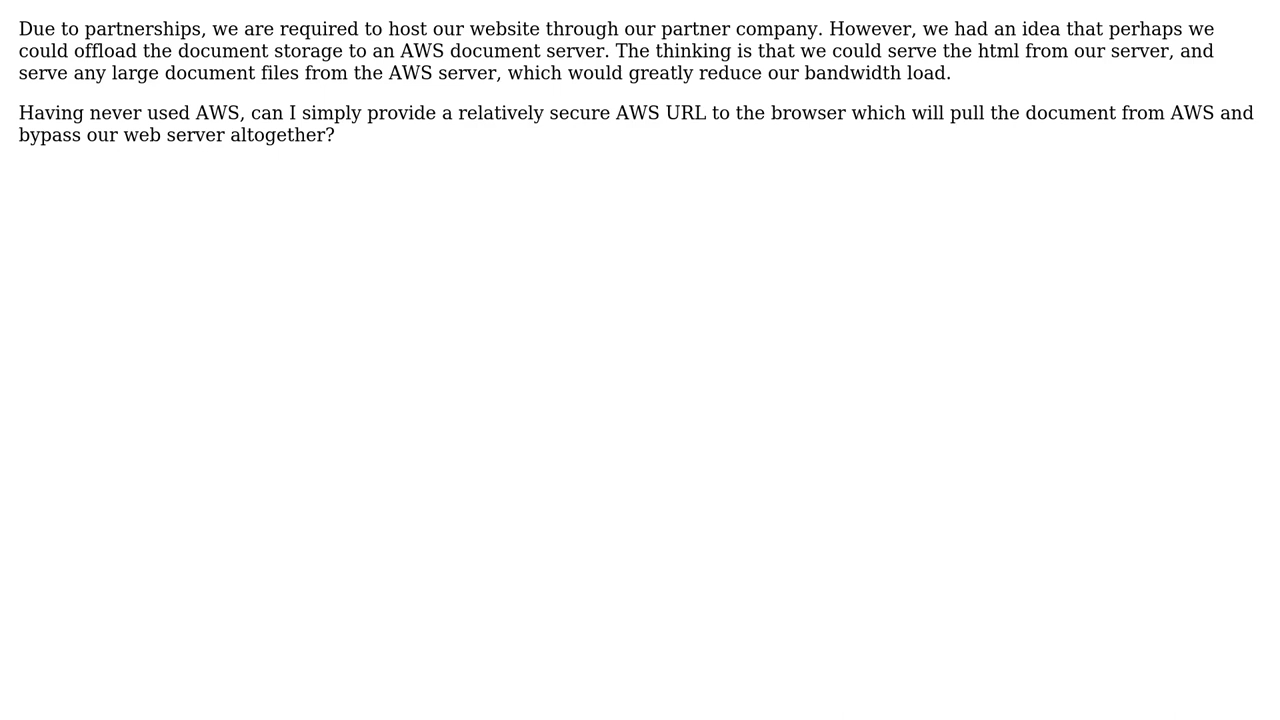 Due to partnerships, we are required to host our website through our partner company. However, we had an idea that perhaps we
could offload the document storage to an AWS document server. The thinking is that we could serve the html from our server, and
serve any large document files from the AWS server, which would greatly reduce our bandwidth load.
Having never used AWS, can I simply provide a relatively secure AWS URL to the browser which will pull the document from AWS and
bypass our web server altogether?